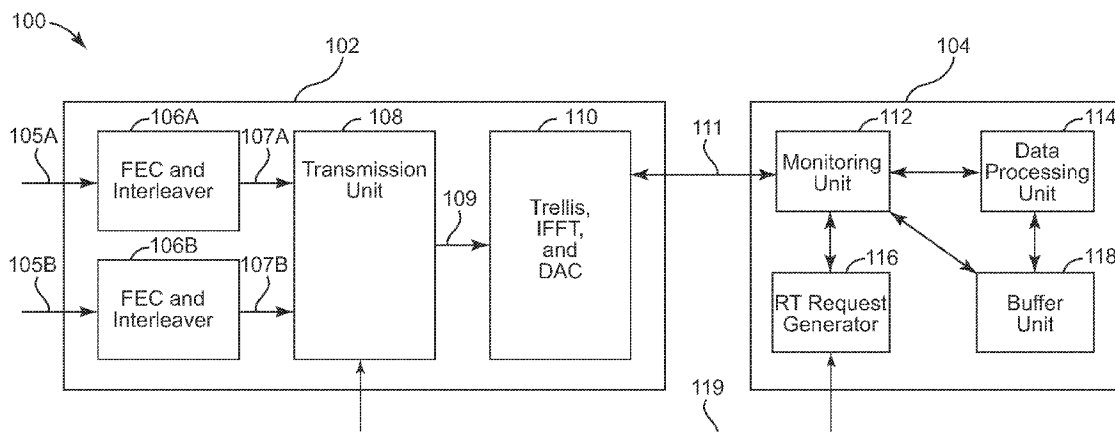 100
102
104
106A
108
110
112
114
105A
107A
111
FEC and
Interleaver
Transmission
Unit
Monitoring
Unit
Data
Processing
Unit
109
Trellis,
IFFT,
and
DAC
106B
105B
107B
116
118
FEC and
Interleaver
RT Request
Generator
Buffer
Unit
119